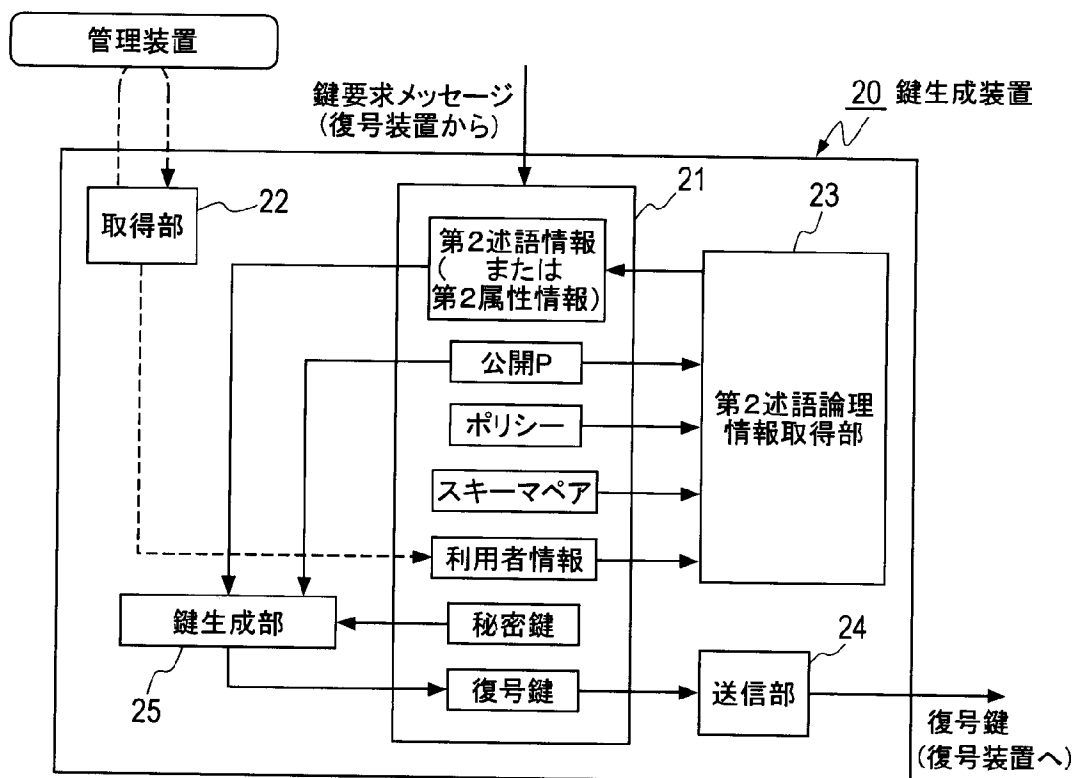 管理装置
鍵要求メッセージ
(復号装置から)
20 鍵生成装置
取得部
22
21
23
第2述語情報
( または
第2属性情報)
公開P
ポリシー
スキーマペア
利用者情報
秘密鍵
復号鍵
第2述語論理
情報取得部
鍵生成部
25
24
送信部
復号鍵
(復号装置へ)